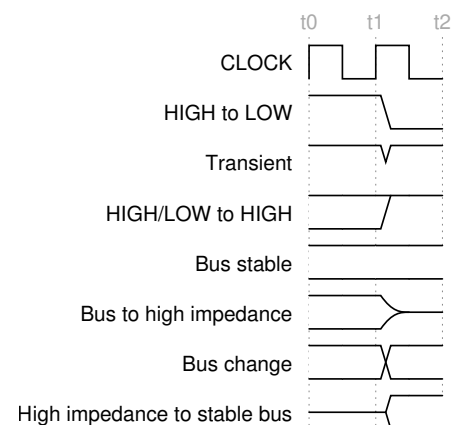 t0 t1 t2
CLOCK
HIGH to LOW
Transient
HIGH/LOW to HIGH
Bus stable
Bus to high impedance
Bus change
High impedance to stable bus